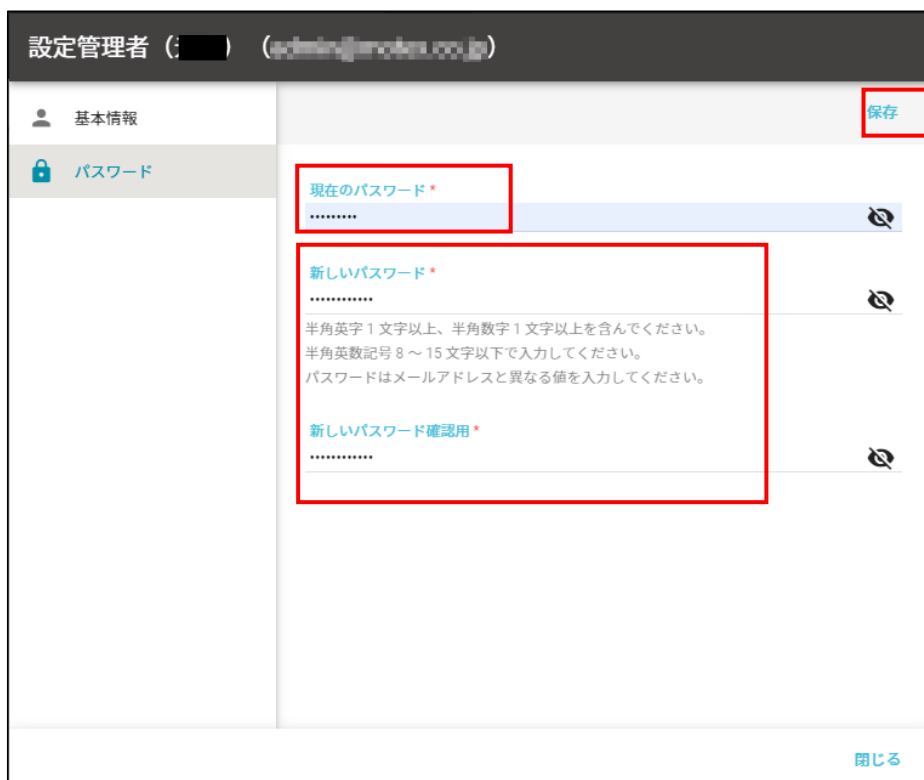 設定管理者（ ）（ ）
保存
基本情報
パスワード
現在のパスワード *
•••••••••
新しいパスワード *
••••••••••••
半角英字１文字以上、半角数字１文字以上を含んでください。
半角英数記号 8 ～ 15 文字以下で入力してください。
パスワードはメールアドレスと異なる値を入力してください。
新しいパスワード確認用 *
••••••••••••
閉じる